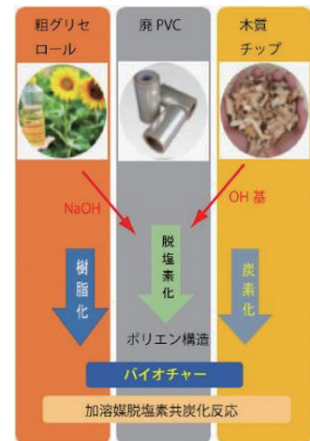 粗グリセ
ロール
廃 PVC
木質
チップ
NaOH
OH 基
脱塩素化
樹脂化
炭素化
ポリエン構造
バイオチャー
加溶媒脱塩素共炭化反応